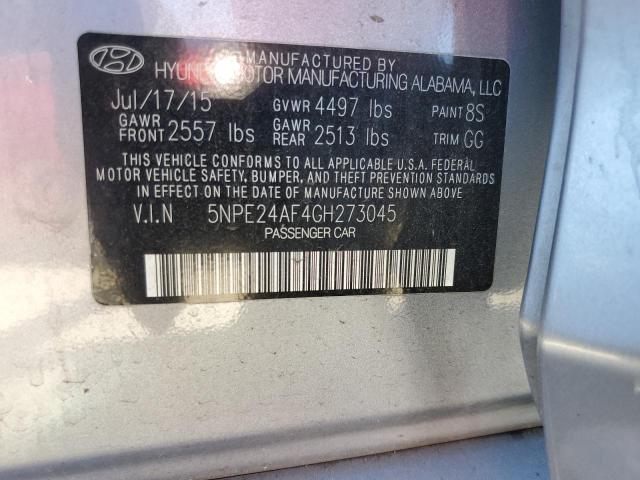 MANUFACTURED BY
HYUNDAI MOTOR MANUFACTURING ALABAMA, LLC
Jul/17/15 GVWR 4497 lbs PAINT 8S
GAWR FRONT 2557 lbs GAWR REAR 2513 lbs TRIM GG
THIS VEHICLE CONFORMS TO ALL APPLICABLE U.S.A. FEDERAL
MOTOR VEHICLE SAFETY, BUMPER, AND THEFT PREVENTION STANDARDS
IN EFFECT ON THE DATE OF MANUFACTURE SHOWN ABOVE
V.I.N 5NPE24AF4GH273045
PASSENGER CAR